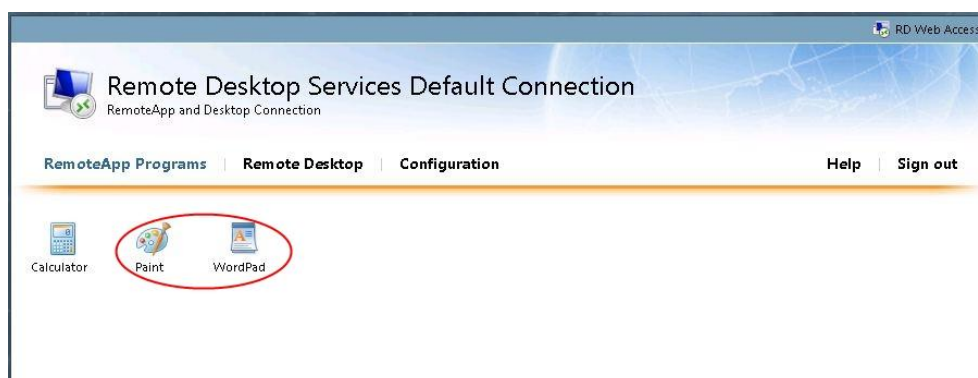 RD Web Access
Remote Desktop Services Default Connection
RemoteApp and Desktop Connection
RemoteApp Programs Remote Desktop Configuration Help Sign out
Calculator Paint WordPad